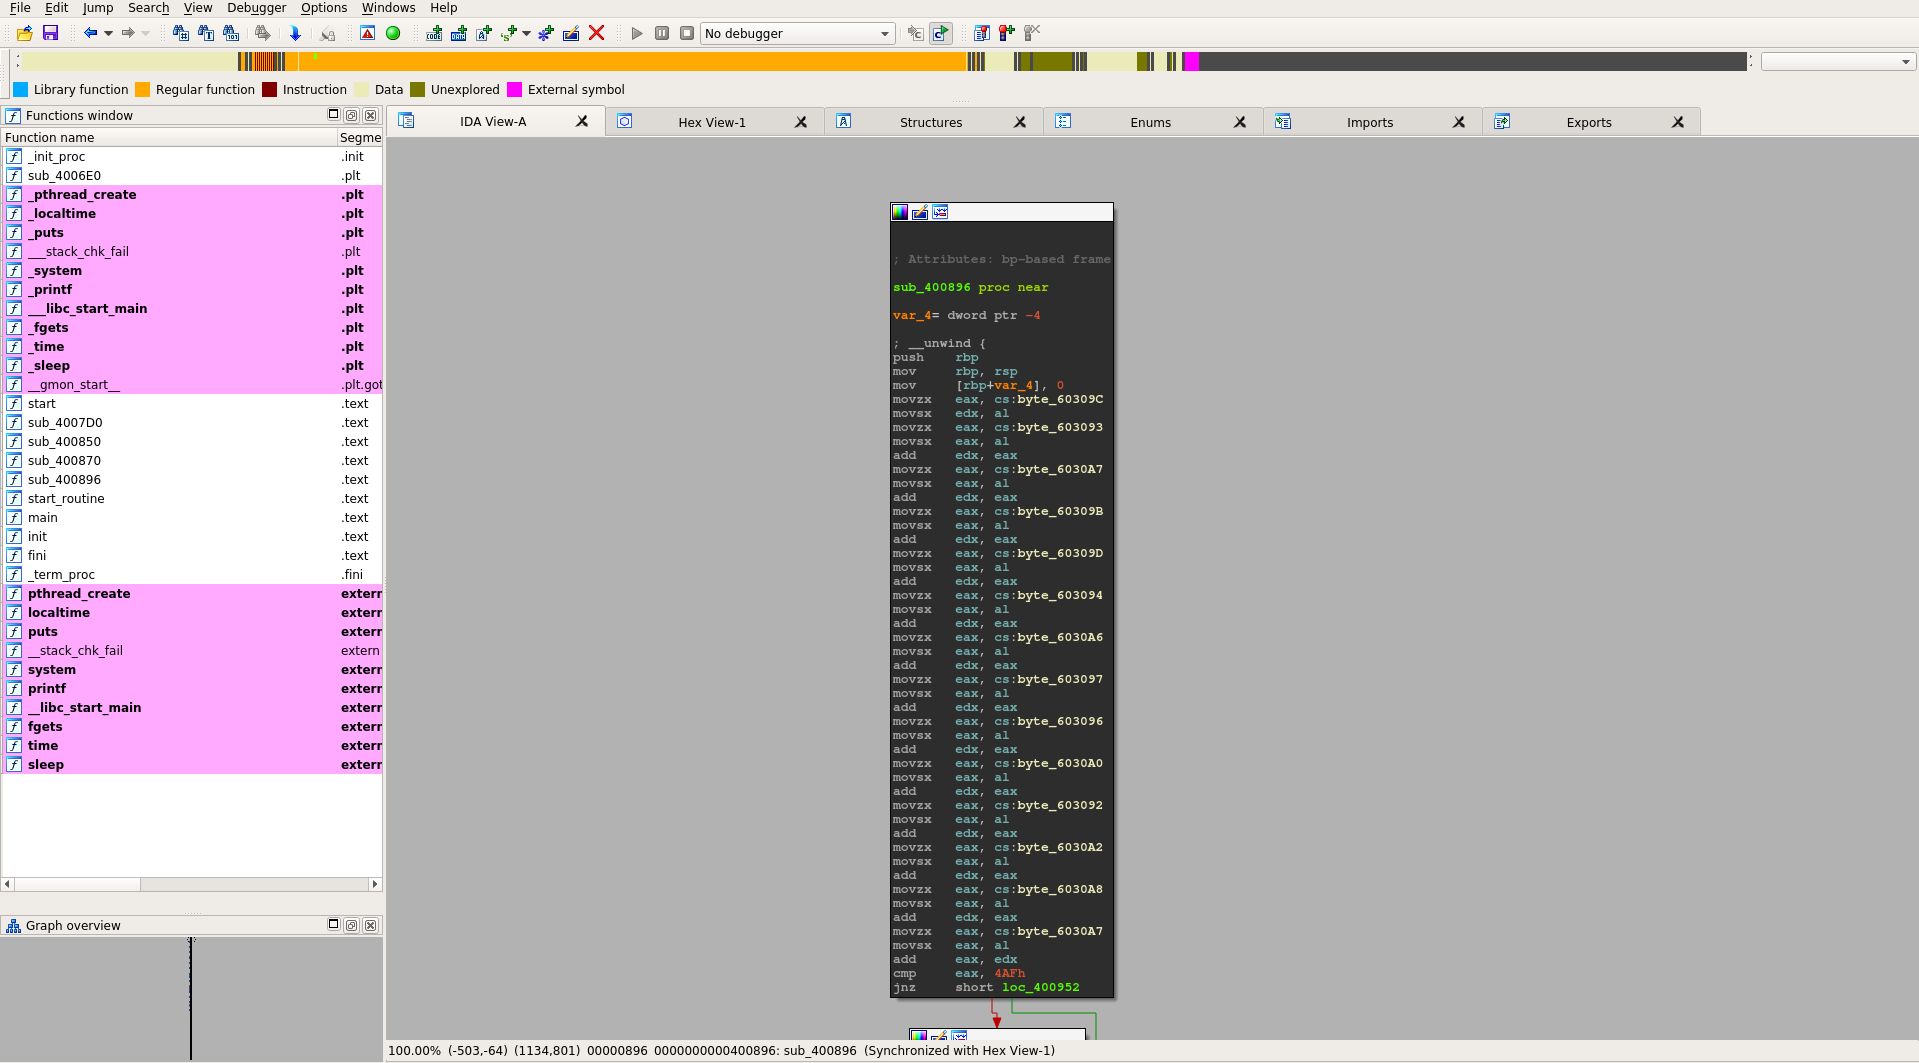 File Edit Jump Search View Debugger Options Windows Help
No debugger
Library function Regular function Instruction Data Unexplored External symbol
Functions window
Function name Segme
_init_proc .init
sub_4006E0 .plt
_pthread_create .plt
_localtime .plt
_puts .plt
___stack_chk_fail .plt
_system .plt
_printf .plt
___libc_start_main .plt
_fgets .plt
_time .plt
_sleep .plt
__gmon_start__ .plt.got
start .text
sub_4007D0 .text
sub_400850 .text
sub_400870 .text
sub_400896 .text
start_routine .text
main .text
init .text
fini .text
_term_proc .fini
pthread_create extern
localtime extern
puts extern
__stack_chk_fail extern
system extern
printf extern
__libc_start_main extern
fgets extern
time extern
sleep extern
Graph overview
IDA View-A Hex View-1 Structures Enums Imports Exports
; Attributes: bp-based frame
sub_400896 proc near
var_4= dword ptr -4
; __unwind {
push rbp
mov rbp, rsp
mov [rbp+var_4], 0
movzx eax, cs:byte_60309C
movsx edx, al
movzx eax, cs:byte_603093
movsx eax, al
add edx, eax
movzx eax, cs:byte_6030A7
movsx eax, al
add edx, eax
movzx eax, cs:byte_60309B
movsx eax, al
add edx, eax
movzx eax, cs:byte_60309D
movsx eax, al
add edx, eax
movzx eax, cs:byte_603094
movsx eax, al
add edx, eax
movzx eax, cs:byte_6030A6
movsx eax, al
add edx, eax
movzx eax, cs:byte_603097
movsx eax, al
add edx, eax
movzx eax, cs:byte_603096
movsx eax, al
add edx, eax
movzx eax, cs:byte_6030A0
movsx eax, al
add edx, eax
movzx eax, cs:byte_603092
movsx eax, al
add edx, eax
movzx eax, cs:byte_6030A2
movsx eax, al
add edx, eax
movzx eax, cs:byte_6030A8
movsx eax, al
add edx, eax
movzx eax, cs:byte_6030A7
movsx eax, al
add eax, edx
cmp eax, 4AFh
jnz short loc_400952
100.00% (-503,-64) (1134,801) 00000896 0000000000400896: sub_400896 (Synchronized with Hex View-1)